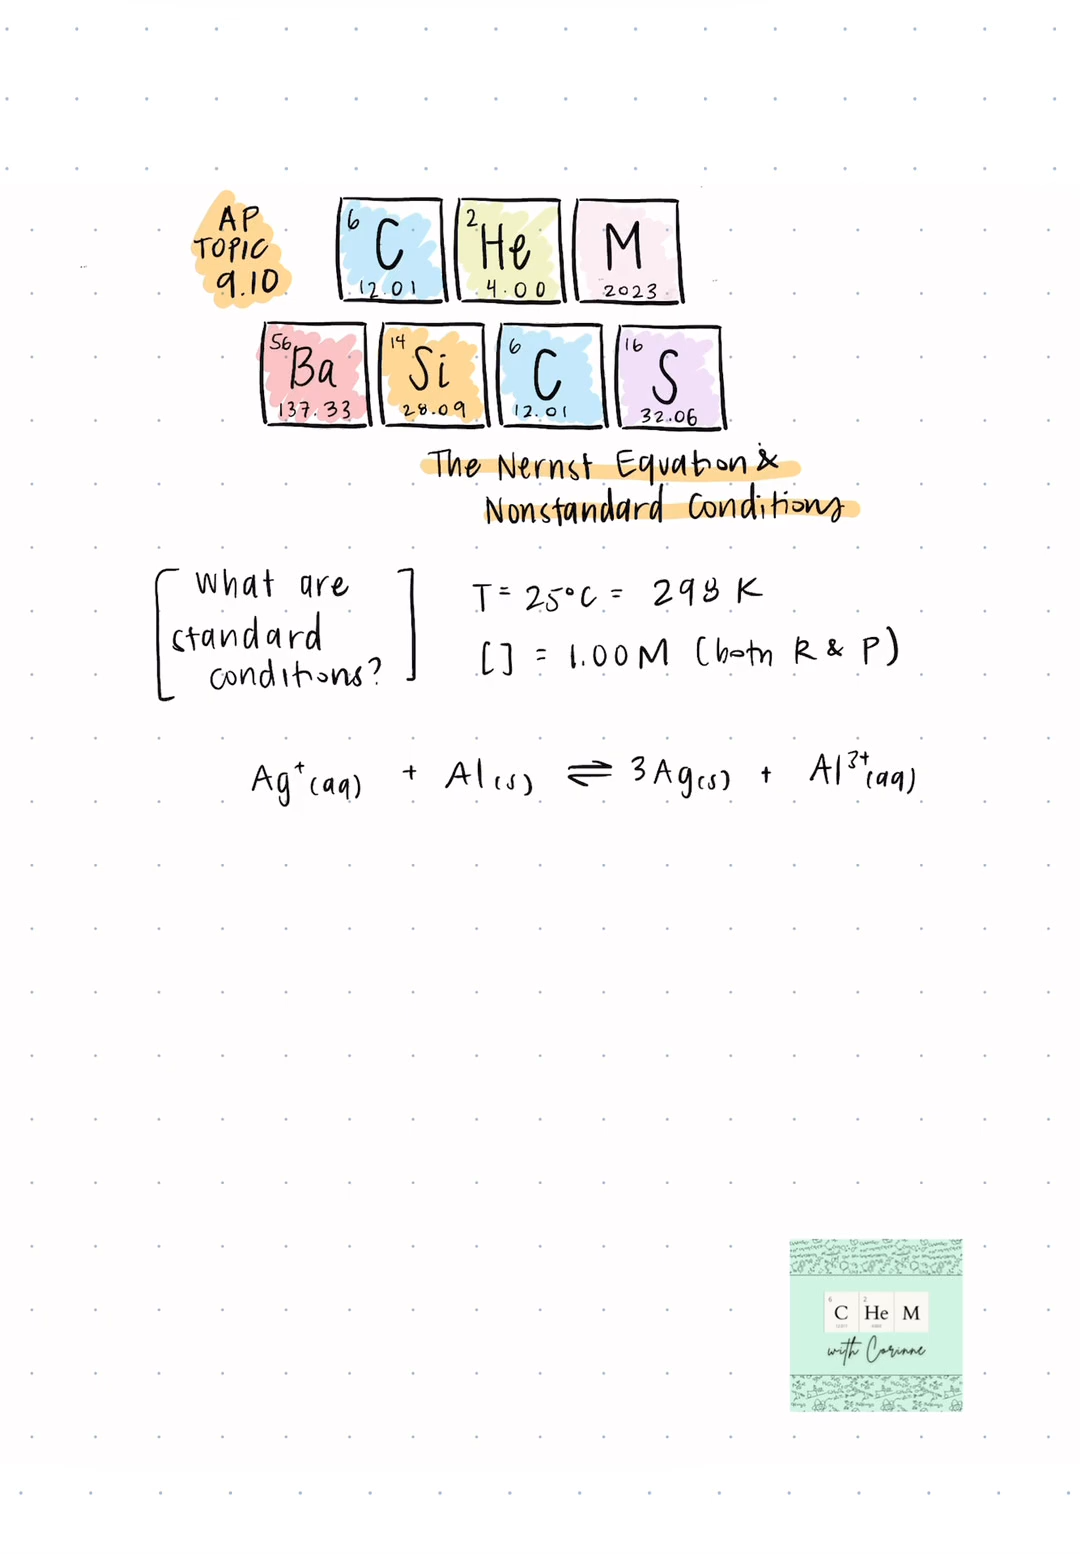 AP
TOPIC
9.10
6 C 12.01
2 He 4.00
M 2023
56 Ba 137.33
14 Si 28.09
6 C 12.01
16 S 32.06
The Nernst Equation &
Nonstandard Conditions
What are
standard
conditions?
T = 25°C = 298 K
[ ] = 1.00 M (both R & P)
Ag⁺(aq) + Al(s) ⇌ 3Ag(s) + Al³⁺(aq)
C He M
with Corinne